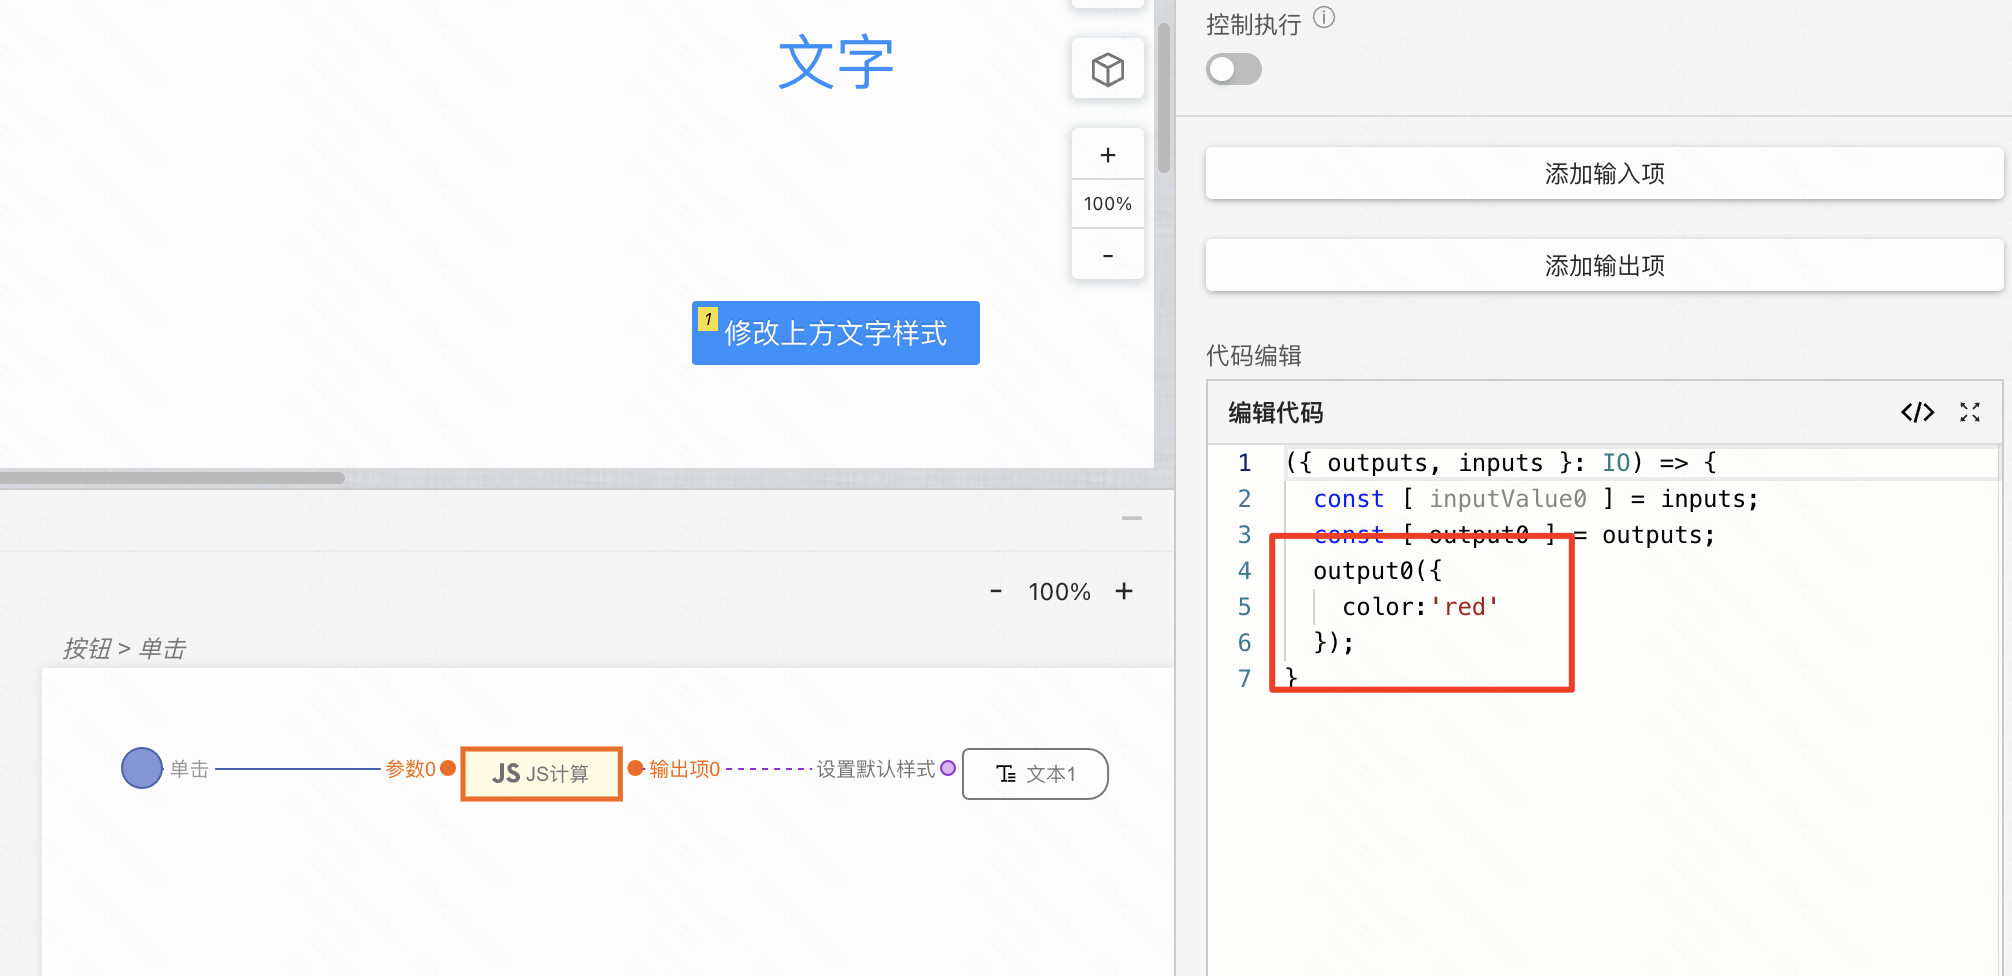 文字
+
100%
-
1
修改上方文字样式
- 100% +
按钮 > 单击
单击
参数0
JS JS计算
输出项0
设置默认样式
文本1
控制执行
添加输入项
添加输出项
代码编辑
编辑代码 </>
1 ({ outputs, inputs }: IO) => {
2 const [ inputValue0 ] = inputs;
3 const [ output0 ] = outputs;
4 output0({
5 color:'red'
6 });
7 }